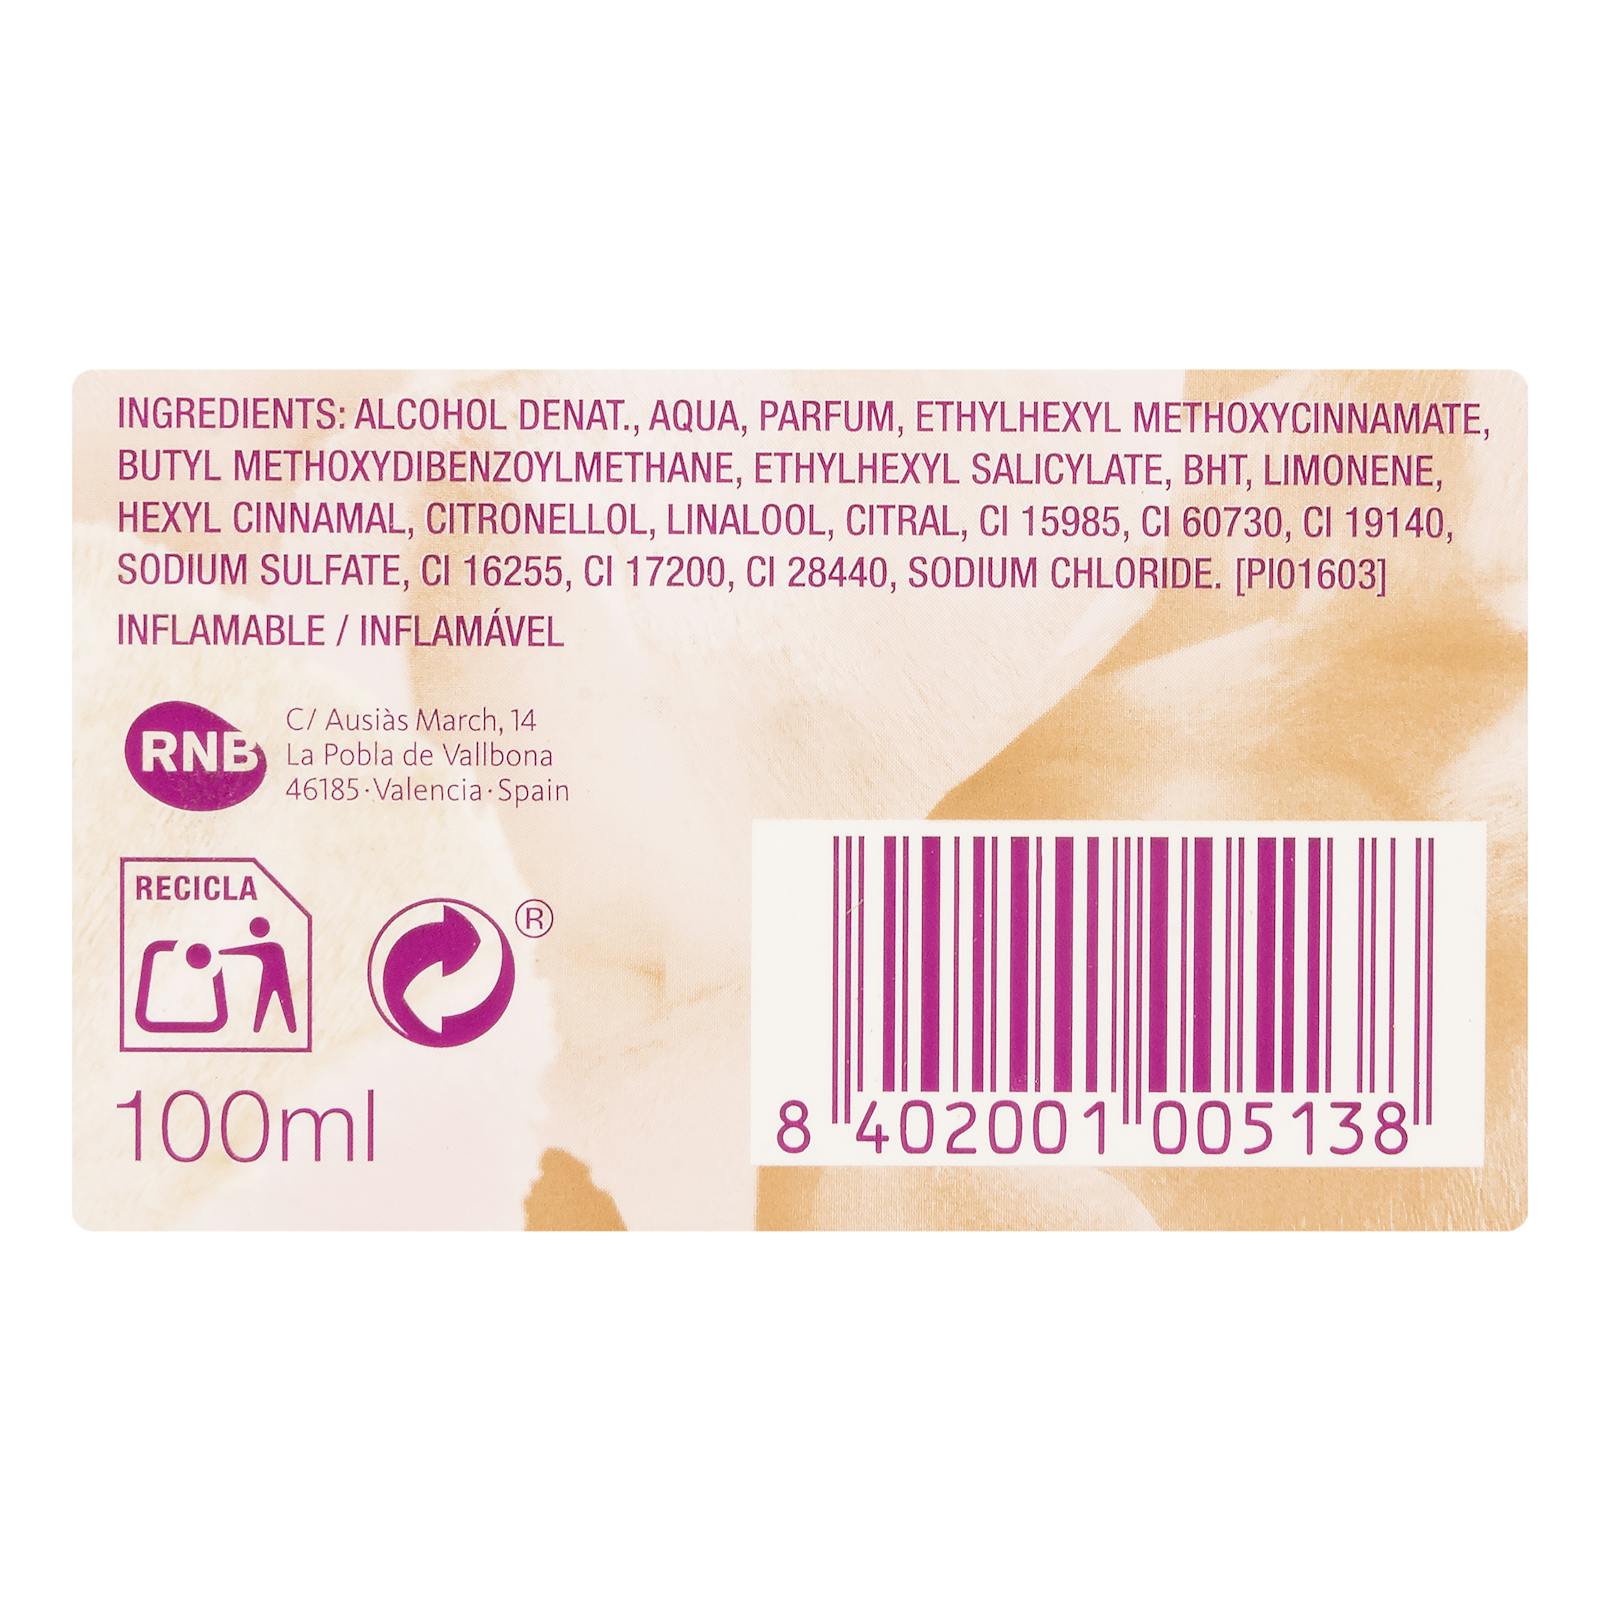 INGREDIENTS: ALCOHOL DENAT., AQUA, PARFUM, ETHYLHEXYL METHOXYCINNAMATE,
BUTYL METHOXYDIBENZOYLMETHANE, ETHYLHEXYL SALICYLATE, BHT, LIMONENE,
HEXYL CINNAMAL, CITRONELLOL, LINALOOL, CITRAL, CI 15985, CI 60730, CI 19140,
SODIUM SULFATE, CI 16255, CI 17200, CI 28440, SODIUM CHLORIDE. [PI01603]
INFLAMABLE / INFLAMÁVEL
RNB
C/ Ausiàs March, 14
La Pobla de Vallbona
46185·Valencia·Spain
RECICLA
®
100ml
8 402001 005138